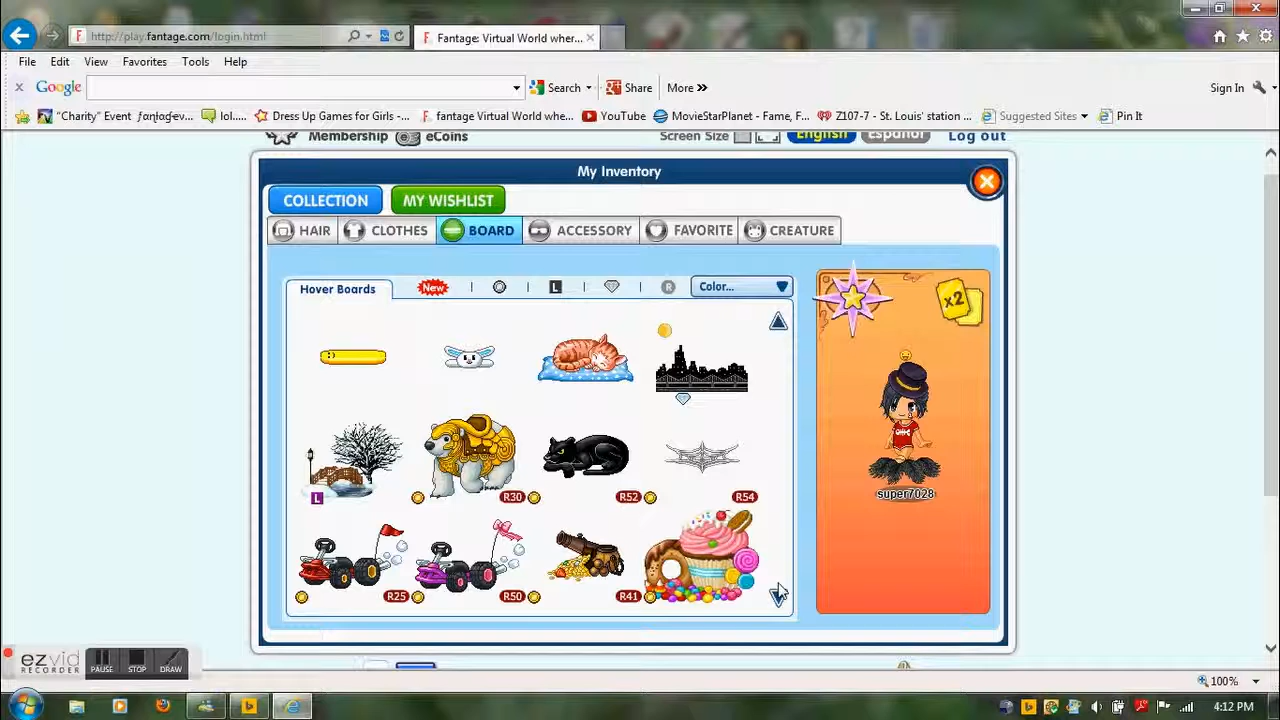 http://play.fantage.com/login.html
Fantage: Virtual World wher...
File Edit View Favorites Tools Help
x Google Search Share More »
Sign In
"Charity" Event ƒαηʇαɠєv... lol.... Dress Up Games for Girls -... fantage Virtual World whe... YouTube MovieStarPlanet - Fame, F... Z107-7 - St. Louis' station ... Suggested Sites Pin It
Membership eCoins Screen Size English Español Log out
My Inventory
COLLECTION MY WISHLIST
HAIR CLOTHES BOARD ACCESSORY FAVORITE CREATURE
Hover Boards New L R Color...
x2
super7028
L R30 R52 R54
R25 R50 R41
ezvid
RECORDER
PAUSE STOP DRAW
100%
4:12 PM